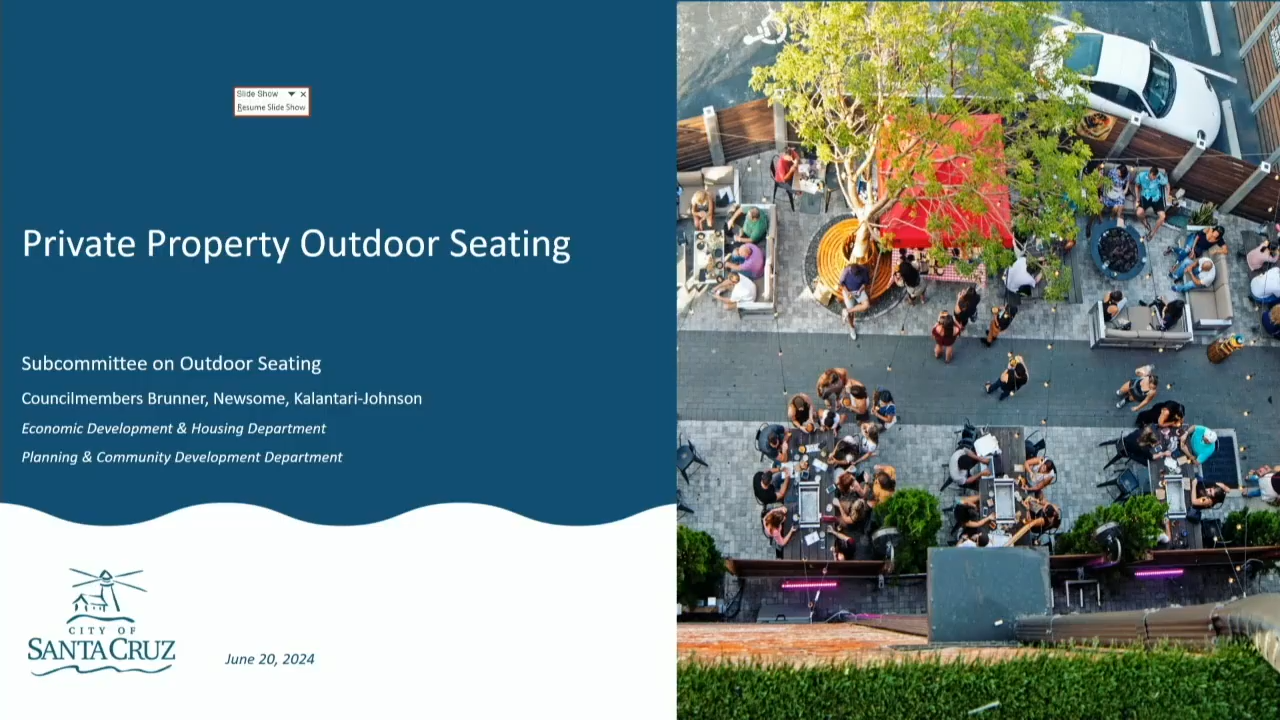 Slide Show
Resume Slide Show
Private Property Outdoor Seating
Subcommittee on Outdoor Seating
Councilmembers Brunner, Newsome, Kalantari-Johnson
Economic Development & Housing Department
Planning & Community Development Department
CITY OF
SANTA CRUZ
June 20, 2024